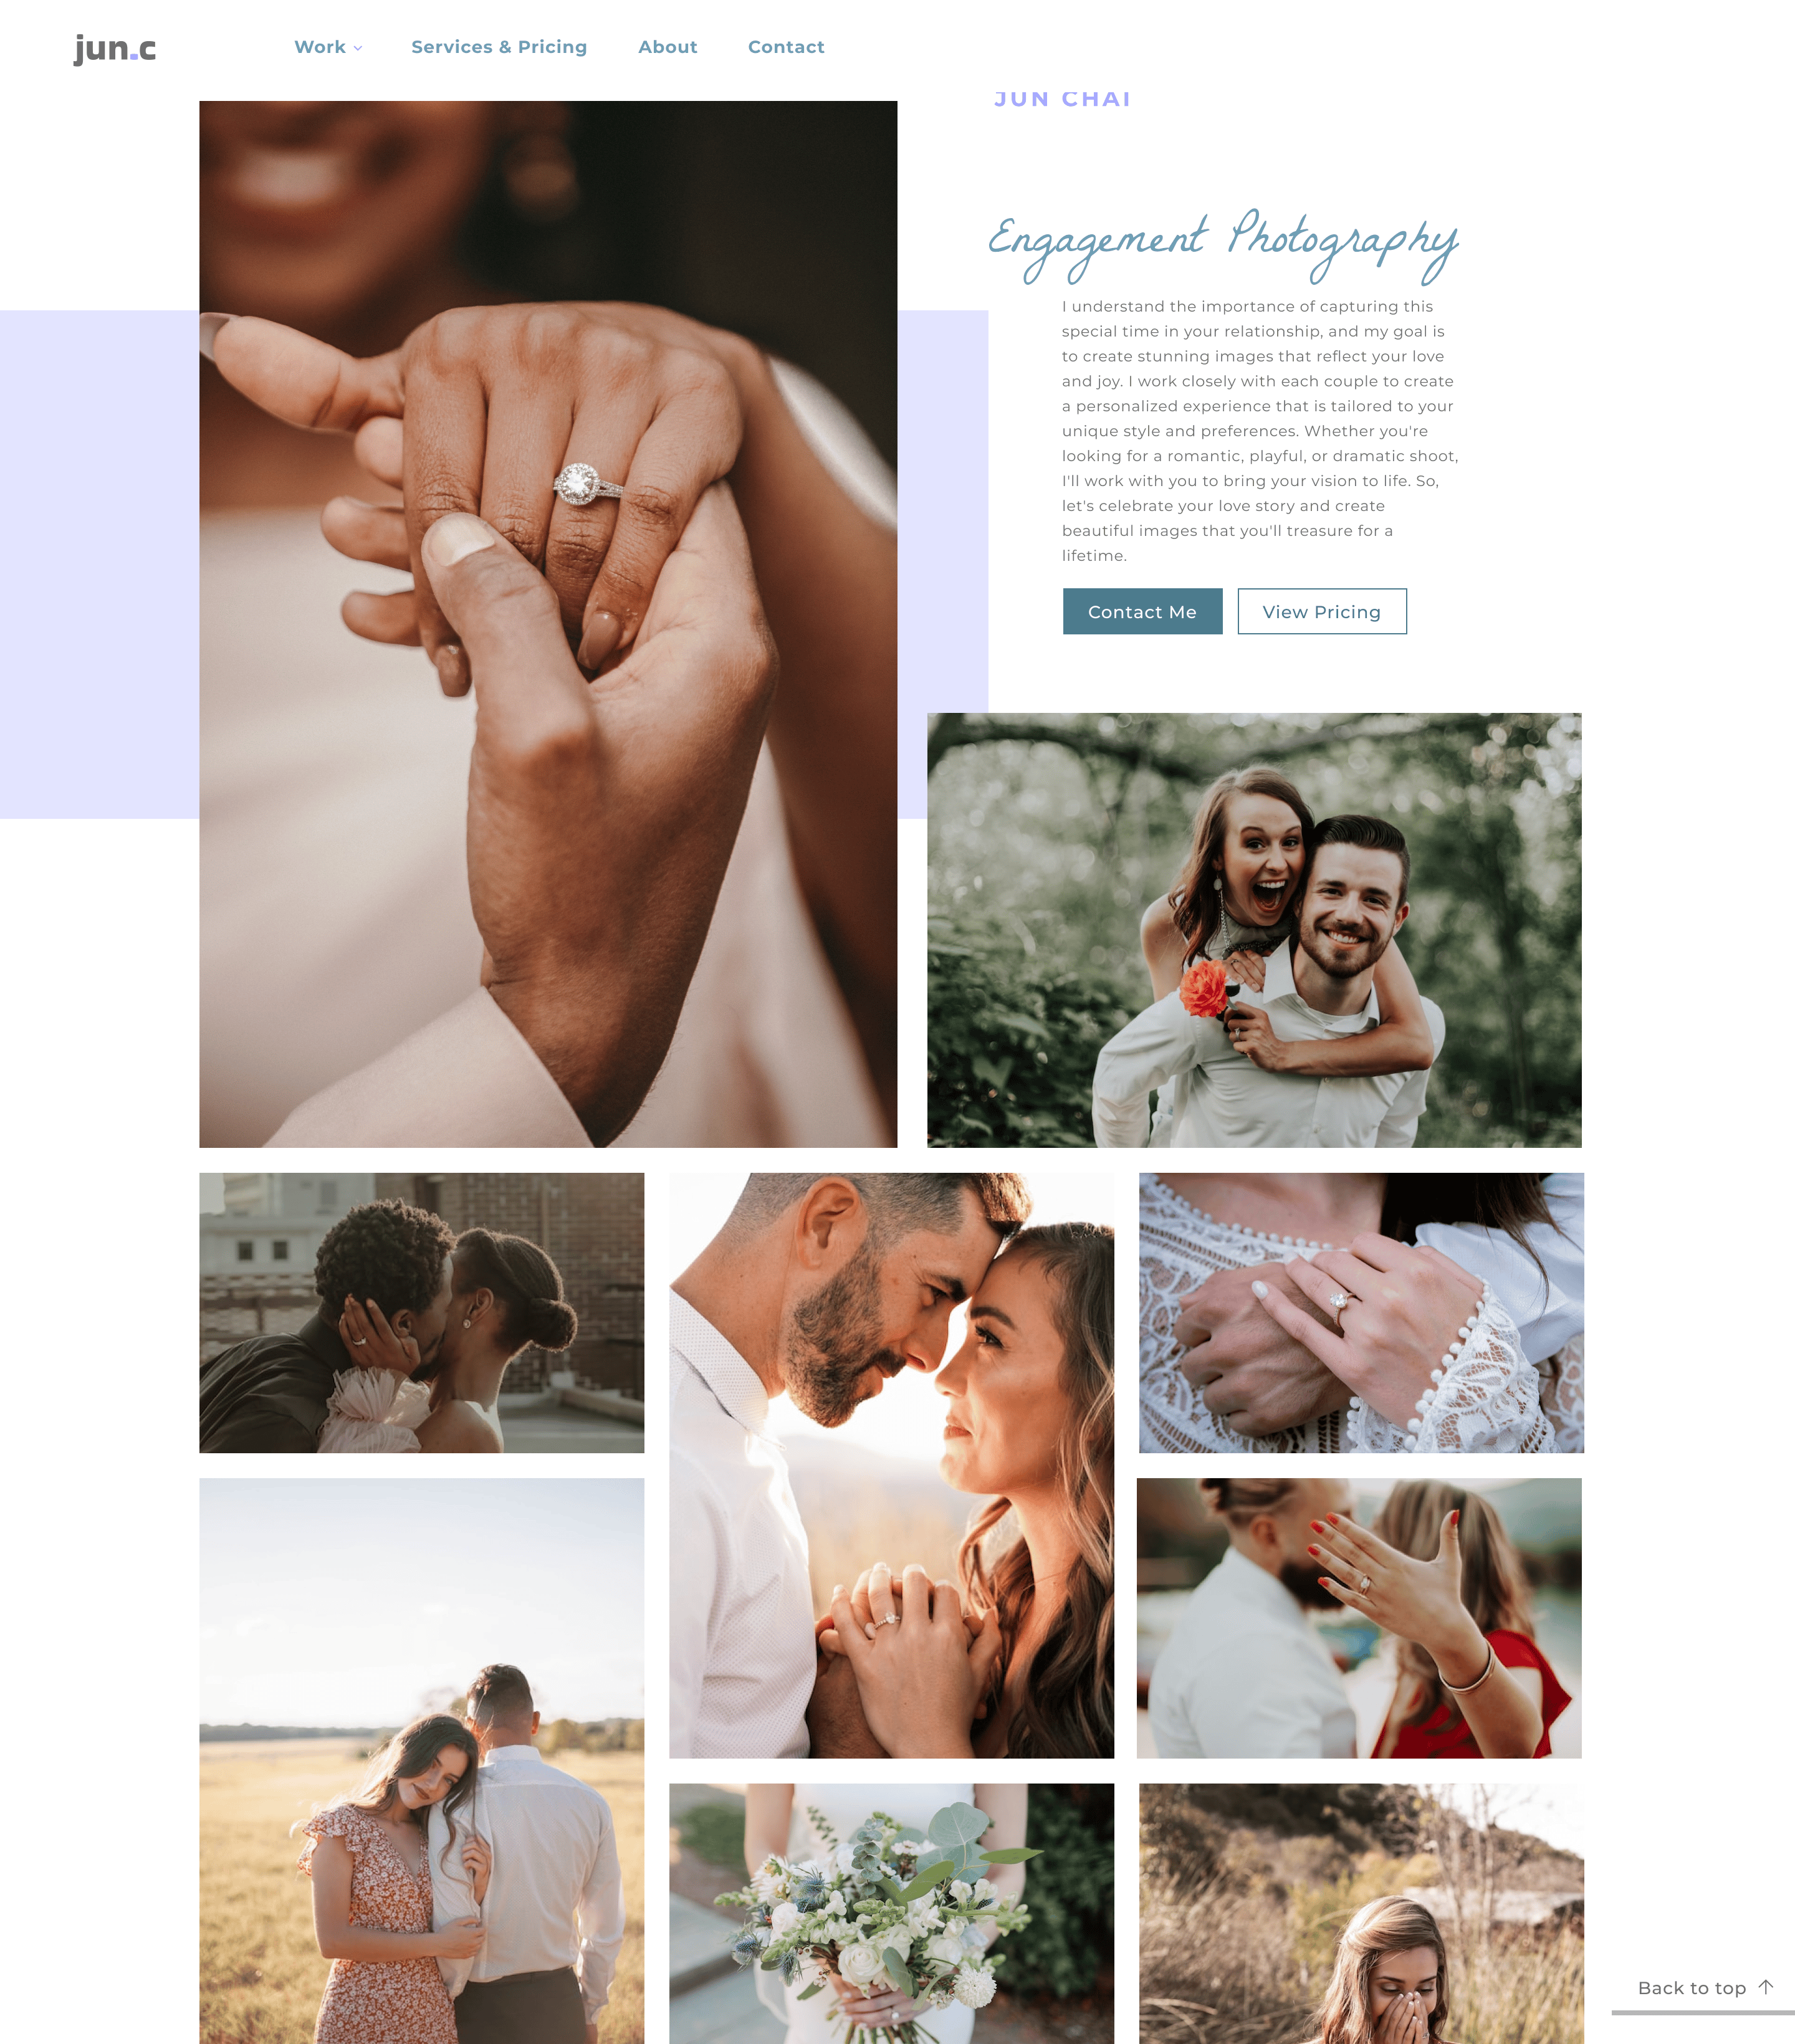 jun.c
Work
Services & Pricing
About
Contact
JUN CHAI
Engagement Photography
I understand the importance of capturing this
special time in your relationship, and my goal is
to create stunning images that reflect your love
and joy. I work closely with each couple to create
a personalized experience that is tailored to your
unique style and preferences. Whether you're
looking for a romantic, playful, or dramatic shoot,
I'll work with you to bring your vision to life. So,
let's celebrate your love story and create
beautiful images that you'll treasure for a
lifetime.
Contact Me
View Pricing
Back to top